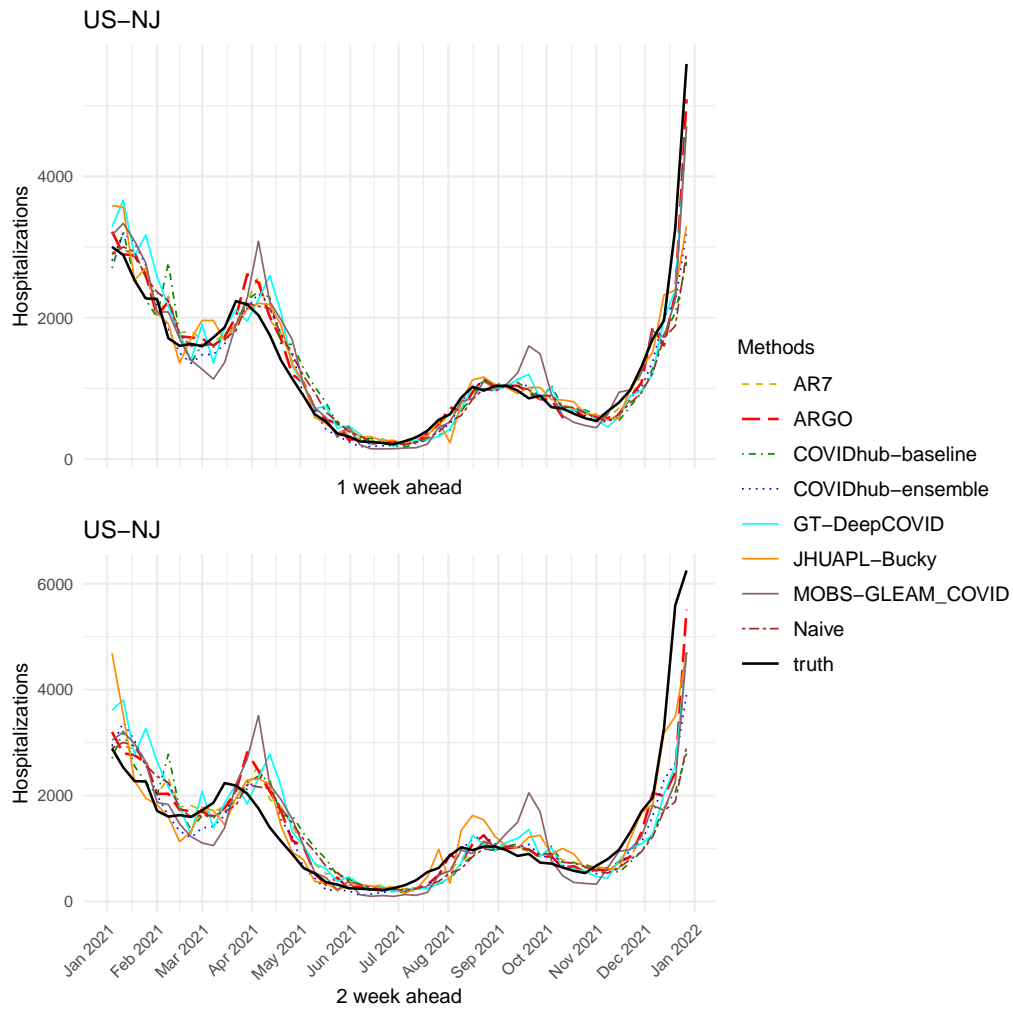 US−NJ
4000
2000
0
Hospitalizations
1 week ahead
US−NJ
6000
4000
2000
0
Hospitalizations
Jan 2021
Feb 2021
Mar 2021
Apr 2021
May 2021
Jun 2021
Jul 2021
Aug 2021
Sep 2021
Oct 2021
Nov 2021
Dec 2021
Jan 2022
2 week ahead
Methods
AR7
ARGO
COVIDhub−baseline
COVIDhub−ensemble
GT−DeepCOVID
JHUAPL−Bucky
MOBS−GLEAM_COVID
Naive
truth